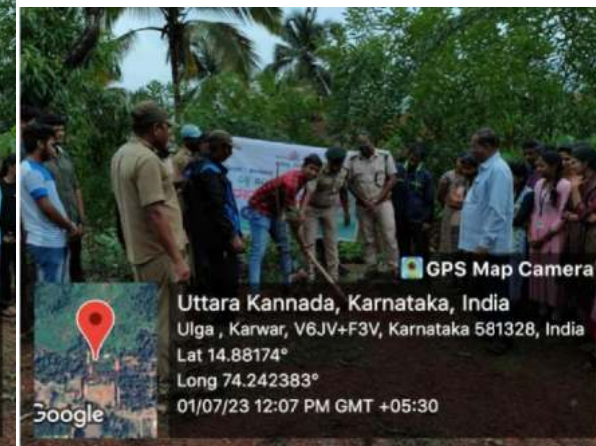 GPS Map Camera
Uttara Kannada, Karnataka, India
Ulga , Karwar, V6JV+F3V, Karnataka 581328, India
Lat 14.88174°
Long 74.242383°
01/07/23 12:07 PM GMT +05:30
Google